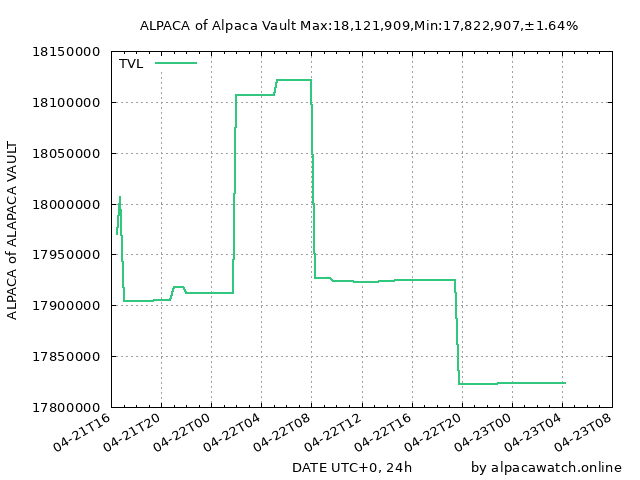 ALPACA of Alpaca Vault Max:18,121,909,Min:17,822,907,±1.64%
TVL
18150000
18100000
18050000
18000000
17950000
17900000
17850000
17800000
ALPACA of ALAPACA VAULT
04-21T16
04-21T20
04-22T00
04-22T04
04-22T08
04-22T12
04-22T16
04-22T20
04-23T00
04-23T04
04-23T08
DATE UTC+0, 24h
by alpacawatch.online